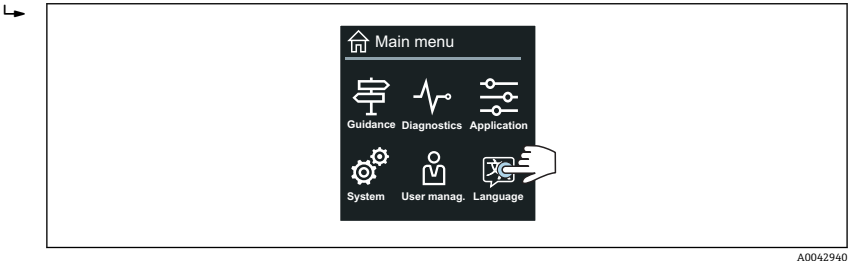 Main menu
Guidance Diagnostics Application
System User manag. Language
A0042940